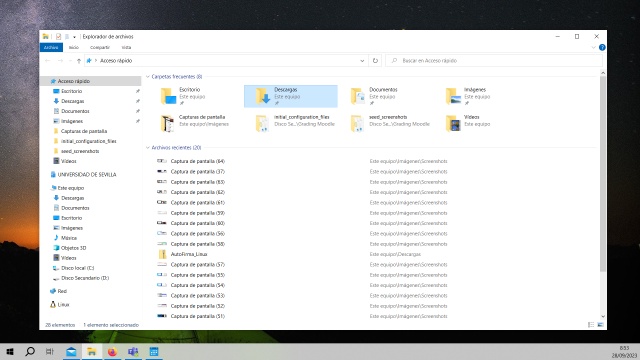 Explorador de archivos
Archivo Inicio Compartir Vista
Acceso rápido
Buscar en Acceso rápido
Acceso rápido
Escritorio
Descargas
Documentos
Imágenes
Capturas de pantalla
initial_configuration_files
seed_screenshots
Vídeos
UNIVERSIDAD DE SEVILLA
Este equipo
Descargas
Documentos
Escritorio
Imágenes
Música
Objetos 3D
Vídeos
Disco local (C:)
Disco Secundario (D:)
Red
Linux
Carpetas frecuentes (8)
Escritorio
Este equipo
Descargas
Este equipo
Documentos
Este equipo
Imágenes
Este equipo
Capturas de pantalla
Este equipo\Imágenes
initial_configuration_files
Disco Se...\2reading Moodle
seed_screenshots
Disco Se...\2reading Moodle
Vídeos
Este equipo
Archivos recientes (20)
Captura de pantalla (64) Este equipo\Imágenes\Screenshots
Captura de pantalla (37) Este equipo\Imágenes\Screenshots
Captura de pantalla (63) Este equipo\Imágenes\Screenshots
Captura de pantalla (62) Este equipo\Imágenes\Screenshots
Captura de pantalla (61) Este equipo\Imágenes\Screenshots
Captura de pantalla (59) Este equipo\Imágenes\Screenshots
Captura de pantalla (60) Este equipo\Imágenes\Screenshots
Captura de pantalla (56) Este equipo\Imágenes\Screenshots
Captura de pantalla (58) Este equipo\Imágenes\Screenshots
AutoFirma_Linux Este equipo\Descargas
Captura de pantalla (57) Este equipo\Imágenes\Screenshots
Captura de pantalla (55) Este equipo\Imágenes\Screenshots
Captura de pantalla (54) Este equipo\Imágenes\Screenshots
Captura de pantalla (53) Este equipo\Imágenes\Screenshots
Captura de pantalla (52) Este equipo\Imágenes\Screenshots
Captura de pantalla (51) Este equipo\Imágenes\Screenshots
28 elementos 1 elemento seleccionado
8:53
28/09/2023